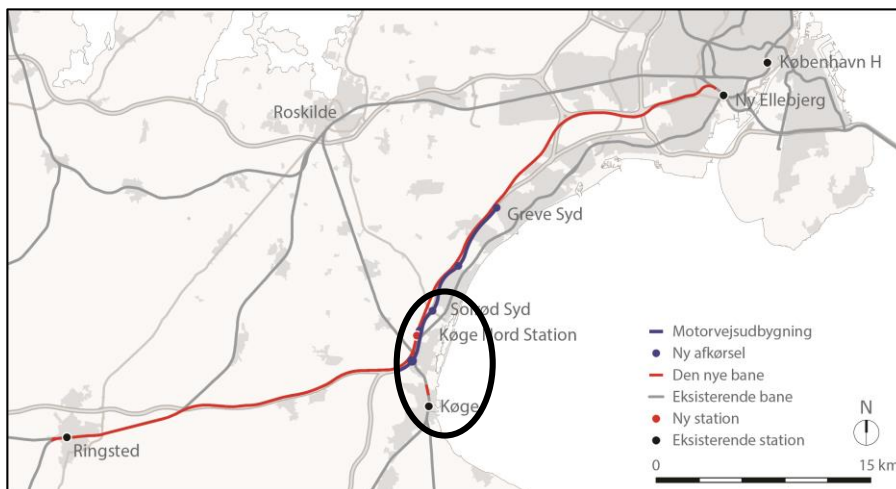 København H
Ny Ellebjerg
Roskilde
Greve Syd
Solrød Syd
Køge Nord Station
Køge
Ringsted
Motorvejsudbygning
Ny afkørsel
Den nye bane
Eksisterende bane
Ny station
Eksisterende station
N
0 15 km